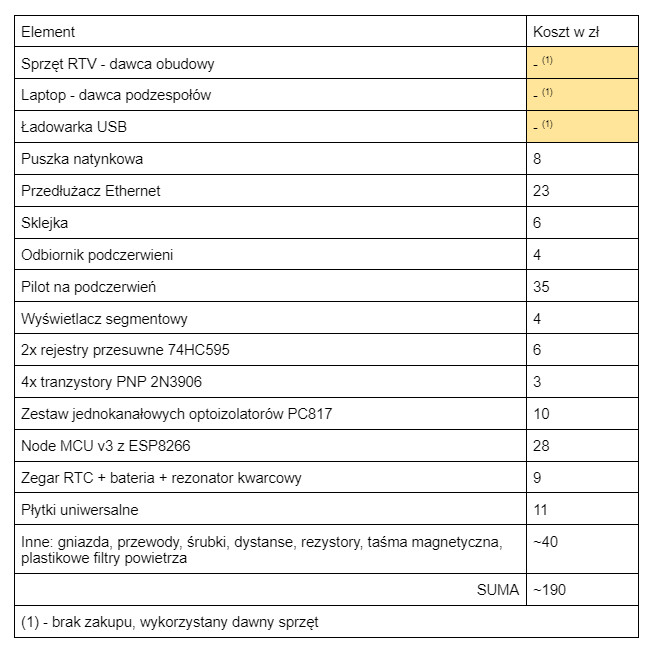 Element Koszt w zł
Sprzęt RTV - dawca obudowy - (1)
Laptop - dawca podzespołów - (1)
Ładowarka USB - (1)
Puszka natynkowa 8
Przedłużacz Ethernet 23
Sklejka 6
Odbiornik podczerwieni 4
Pilot na podczerwień 35
Wyświetlacz segmentowy 4
2x rejestry przesuwne 74HC595 6
4x tranzystory PNP 2N3906 3
Zestaw jednokanałowych optoizolatorów PC817 10
Node MCU v3 z ESP8266 28
Zegar RTC + bateria + rezonator kwarcowy 9
Płytki uniwersalne 11
Inne: gniazda, przewody, śrubki, dystanse, rezystory, taśma magnetyczna, ~40
plastikowe filtry powietrza
SUMA ~190
(1) - brak zakupu, wykorzystany dawny sprzęt